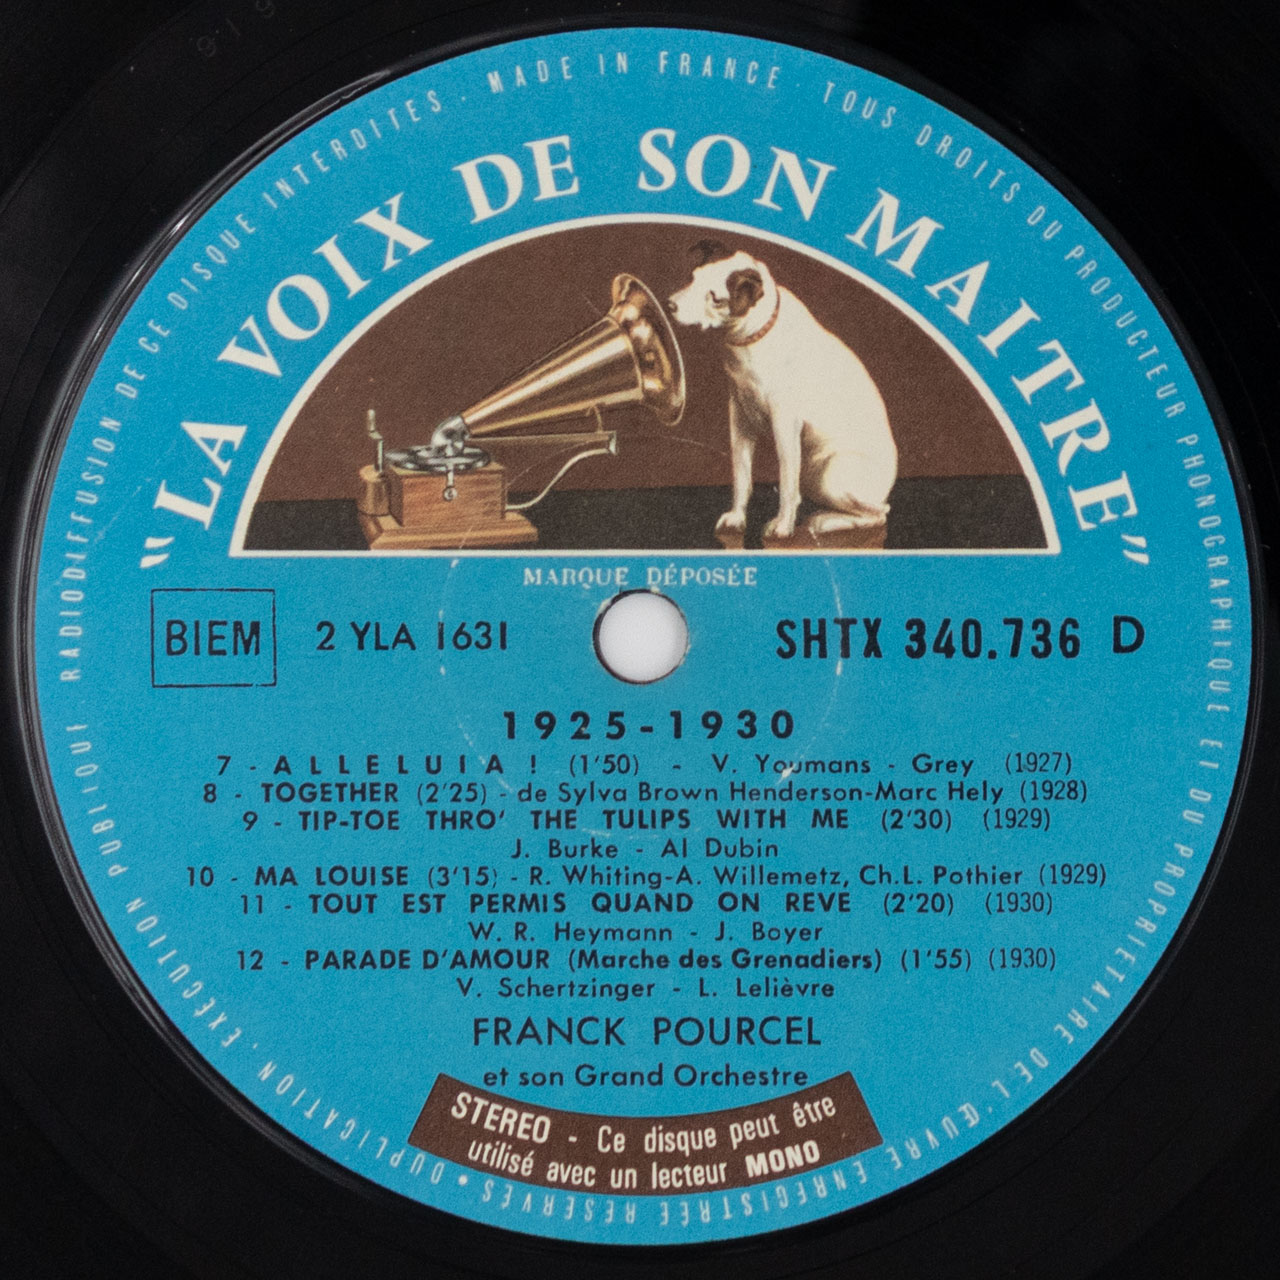 MADE IN FRANCE . TOUS DROITS DU PRODUCTEUR PHONOGRAPHIQUE ET DU PROPRIETAIRE DE L'ŒUVRE ENREGISTRÉE RESERVÉS • DUPLICATION, EXÉCUTION PUBLIQUE RADIODIFFUSION DE CE DISQUE INTERDITES .
"LA VOIX DE SON MAITRE"
MARQUE DÉPOSÉE
BIEM 2 YLA 1631 SHTX 340.736 D
1925-1930
7 - ALLELUIA ! (1'50) - V. Youmans - Grey (1927)
8 - TOGETHER (2'25) - de Sylva Brown Henderson-Marc Hely (1928)
9 - TIP-TOE THRO' THE TULIPS WITH ME (2'30) (1929)
J. Burke - Al Dubin
10 - MA LOUISE (3'15) - R. Whiting-A. Willemetz, Ch.L. Pothier (1929)
11 - TOUT EST PERMIS QUAND ON REVE (2'20) (1930)
W. R. Heymann - J. Boyer
12 - PARADE D'AMOUR (Marche des Grenadiers) (1'55) (1930)
V. Schertzinger - L. Lelièvre
FRANCK POURCEL
et son Grand Orchestre
STEREO - Ce disque peut être
utilisé avec un lecteur MONO